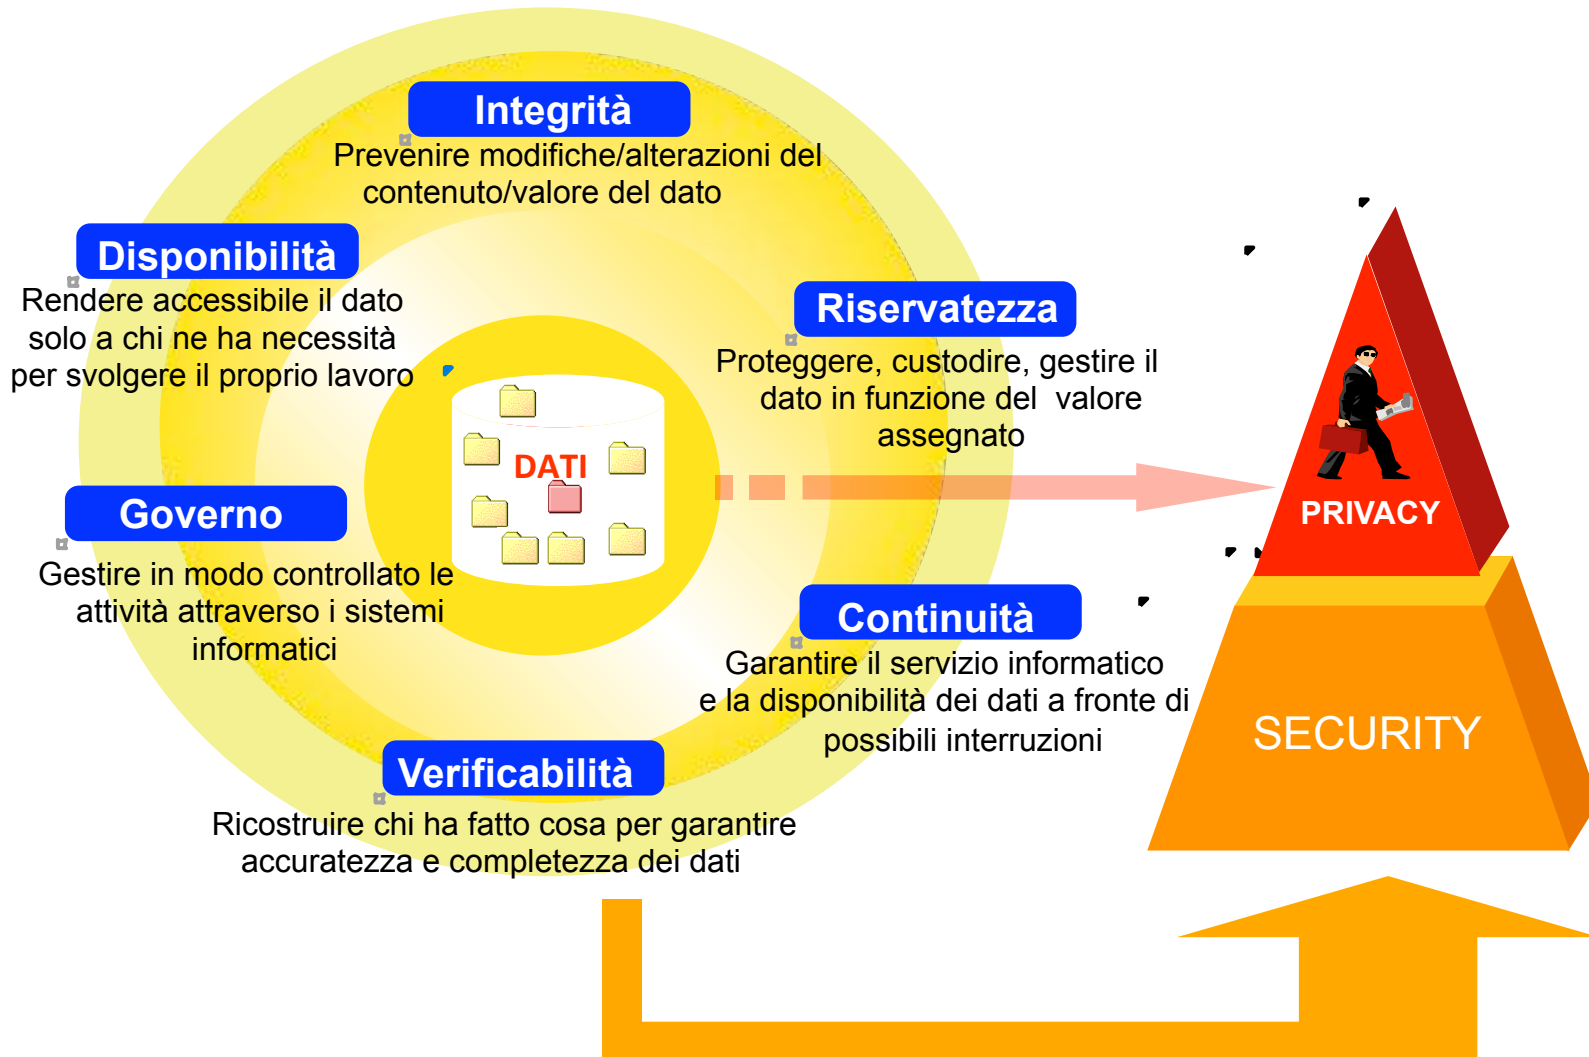 Integrità
Prevenire modifiche/alterazioni del
contenuto/valore del dato
Disponibilità
Rendere accessibile il dato
solo a chi ne ha necessità
per svolgere il proprio lavoro
Riservatezza
Proteggere, custodire, gestire il
dato in funzione del valore
assegnato
DATI
PRIVACY
Governo
Gestire in modo controllato le
attività attraverso i sistemi
informatici
Continuità
Garantire il servizio informatico
e la disponibilità dei dati a fronte di
possibili interruzioni
SECURITY
Verificabilità
Ricostruire chi ha fatto cosa per garantire
accuratezza e completezza dei dati